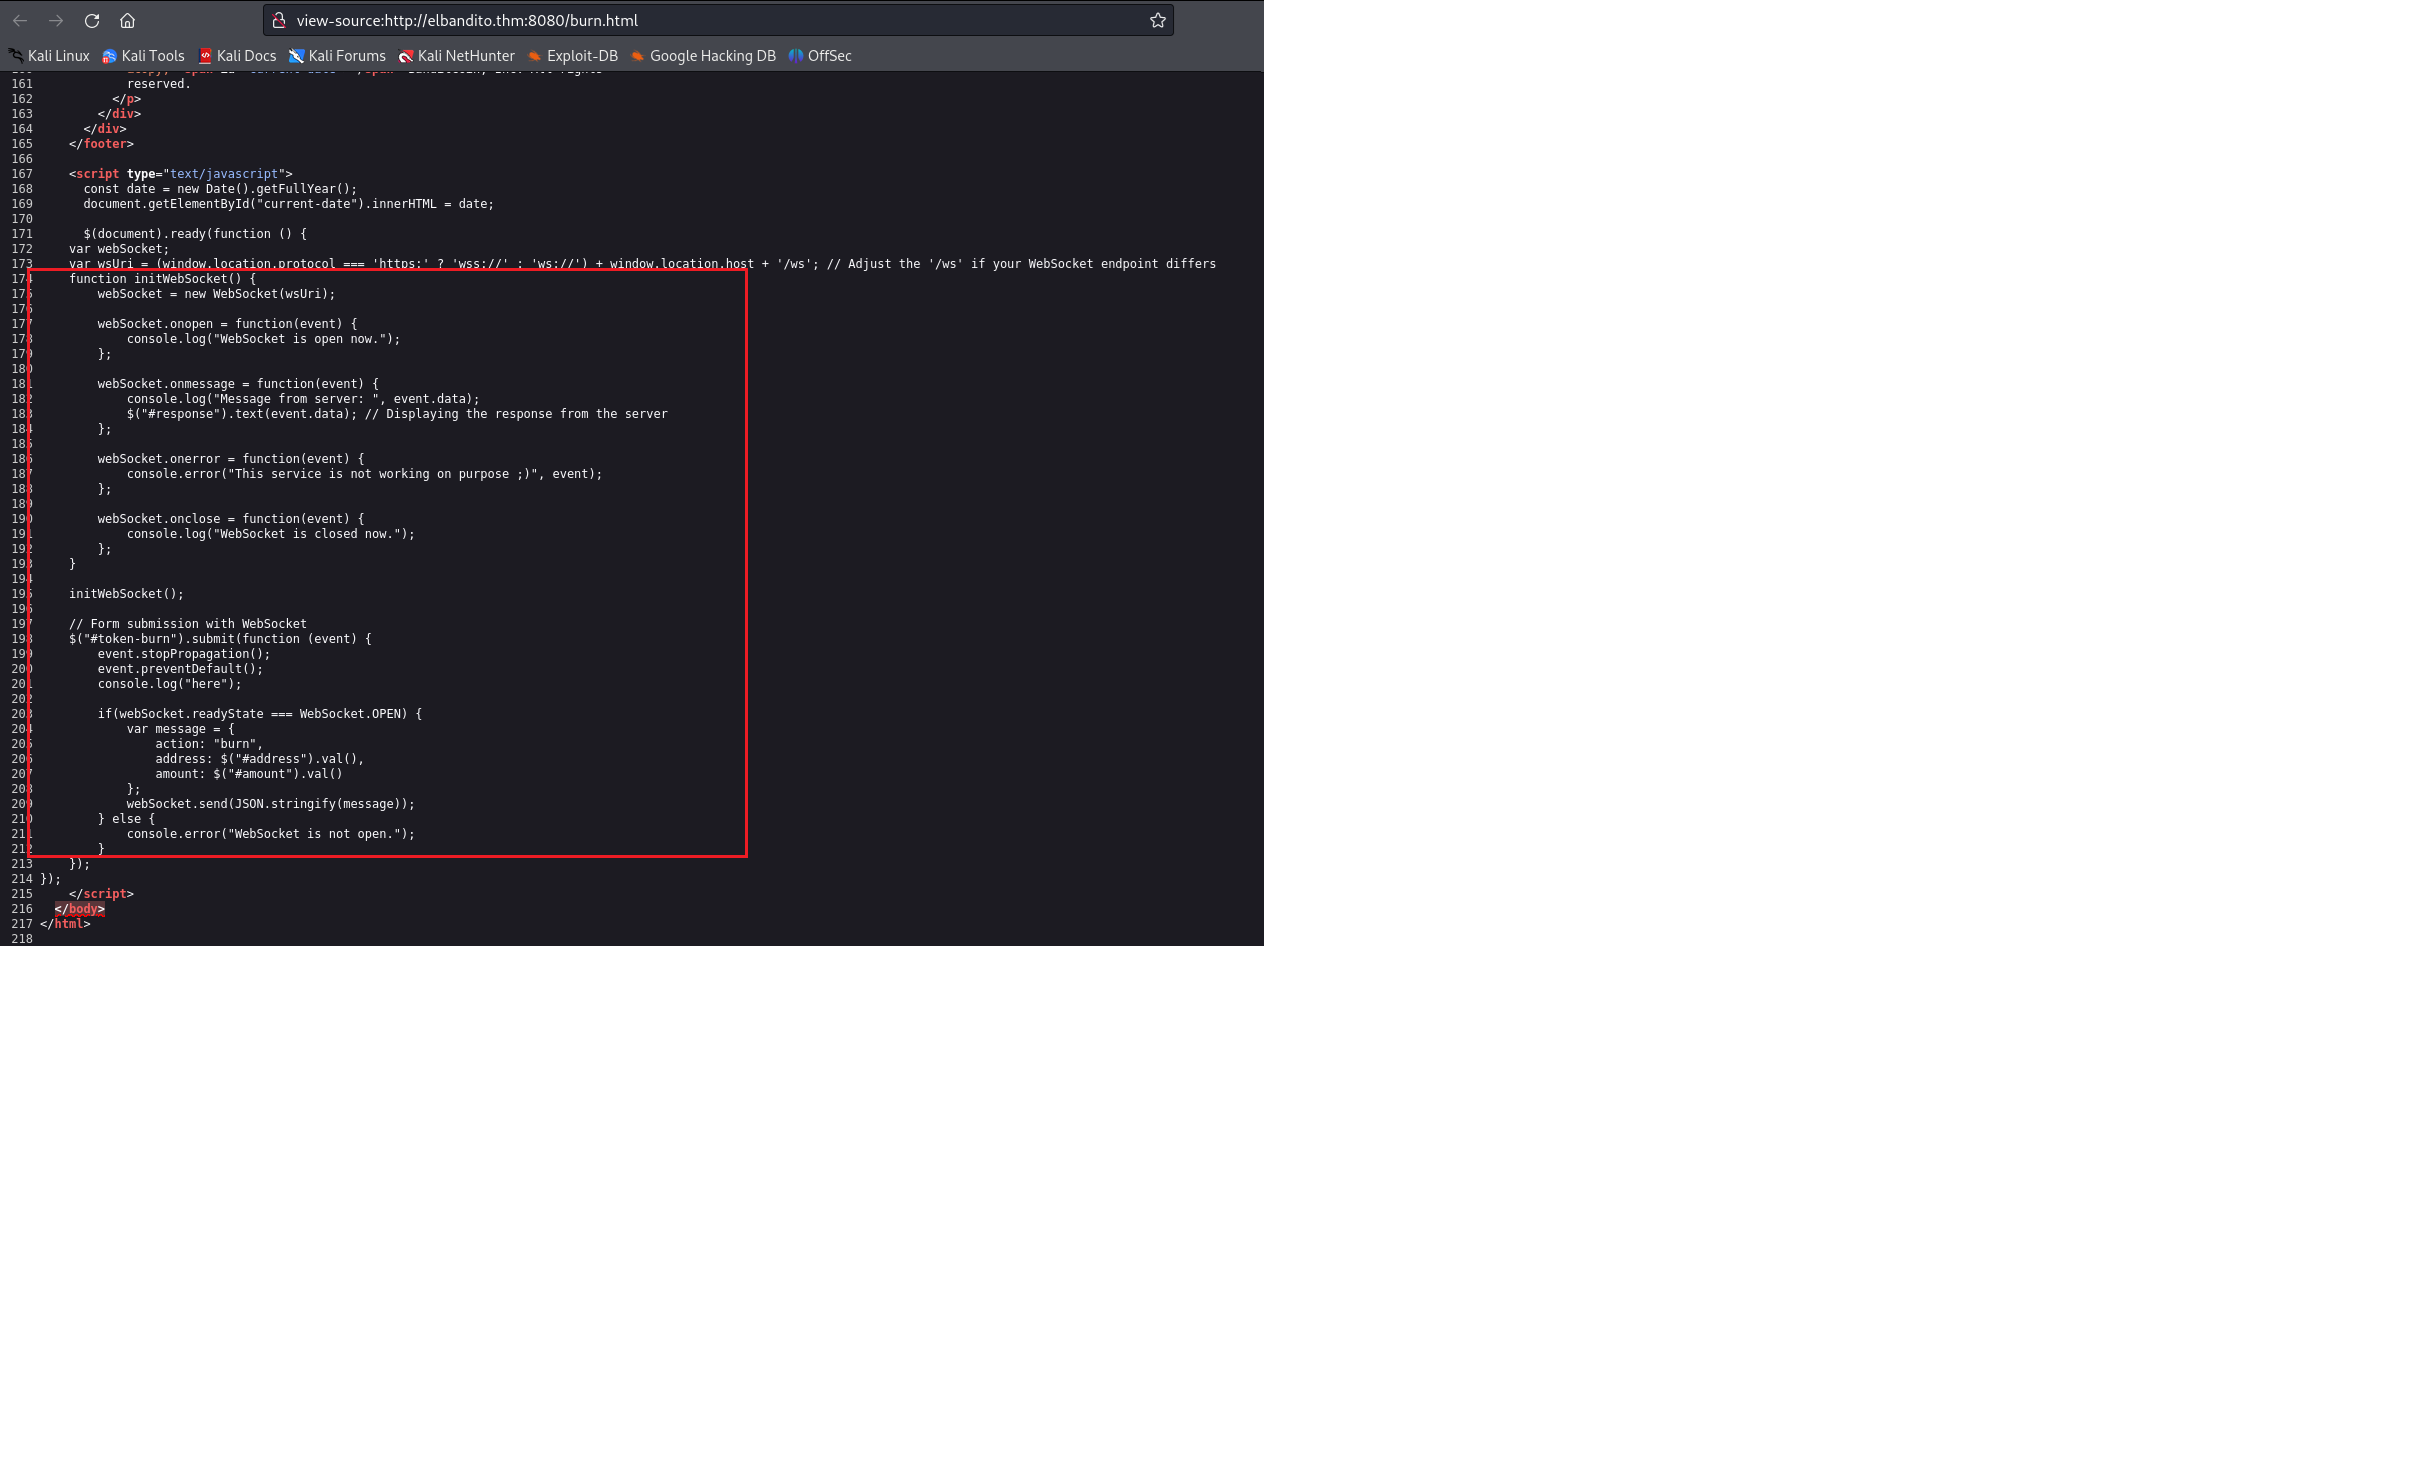 view-source:http://elbandito.thm:8080/burn.html
Kali Linux Kali Tools Kali Docs Kali Forums Kali NetHunter Exploit-DB Google Hacking DB OffSec
161 reserved.
162 </p>
163 </div>
164 </div>
165 </footer>
166
167 <script type="text/javascript">
168 const date = new Date().getFullYear();
169 document.getElementById("current-date").innerHTML = date;
170
171 $(document).ready(function () {
172 var webSocket;
173 var wsUri = (window.location.protocol === 'https:' ? 'wss://' : 'ws://') + window.location.host + '/ws'; // Adjust the '/ws' if your WebSocket endpoint differs
174 function initWebSocket() {
175 webSocket = new WebSocket(wsUri);
176
177 webSocket.onopen = function(event) {
178 console.log("WebSocket is open now.");
179 };
180
181 webSocket.onmessage = function(event) {
182 console.log("Message from server: ", event.data);
183 $("#response").text(event.data); // Displaying the response from the server
184 };
185
186 webSocket.onerror = function(event) {
187 console.error("This service is not working on purpose ;)", event);
188 };
189
190 webSocket.onclose = function(event) {
191 console.log("WebSocket is closed now.");
192 };
193 }
194
195 initWebSocket();
196
197 // Form submission with WebSocket
198 $("#token-burn").submit(function (event) {
199 event.stopPropagation();
200 event.preventDefault();
201 console.log("here");
202
203 if(webSocket.readyState === WebSocket.OPEN) {
204 var message = {
205 action: "burn",
206 address: $("#address").val(),
207 amount: $("#amount").val()
208 };
209 webSocket.send(JSON.stringify(message));
210 } else {
211 console.error("WebSocket is not open.");
212 }
213 });
214 });
215 </script>
216 </body>
217 </html>
218